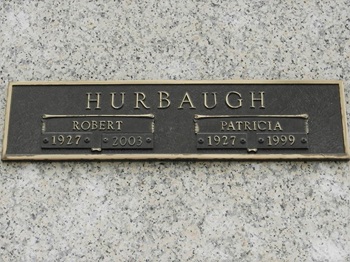 HURBAUGH
ROBERT
1927 2003
PATRICIA
1927 1999